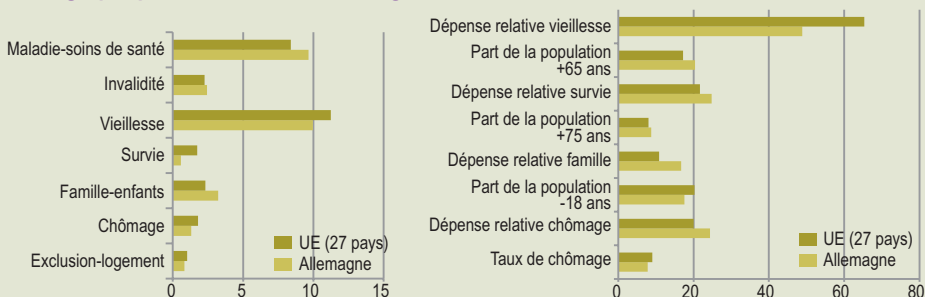 Maladie-soins de santé
Invalidité
Vieillesse
Survie
Famille-enfants
Chômage
Exclusion-logement
UE (27 pays)
Allemagne
0 5 10 15
Dépense relative vieillesse
Part de la population
+65 ans
Dépense relative survie
Part de la population
+75 ans
Dépense relative famille
Part de la population
-18 ans
Dépense relative chômage
Taux de chômage
UE (27 pays)
Allemagne
0 20 40 60 80